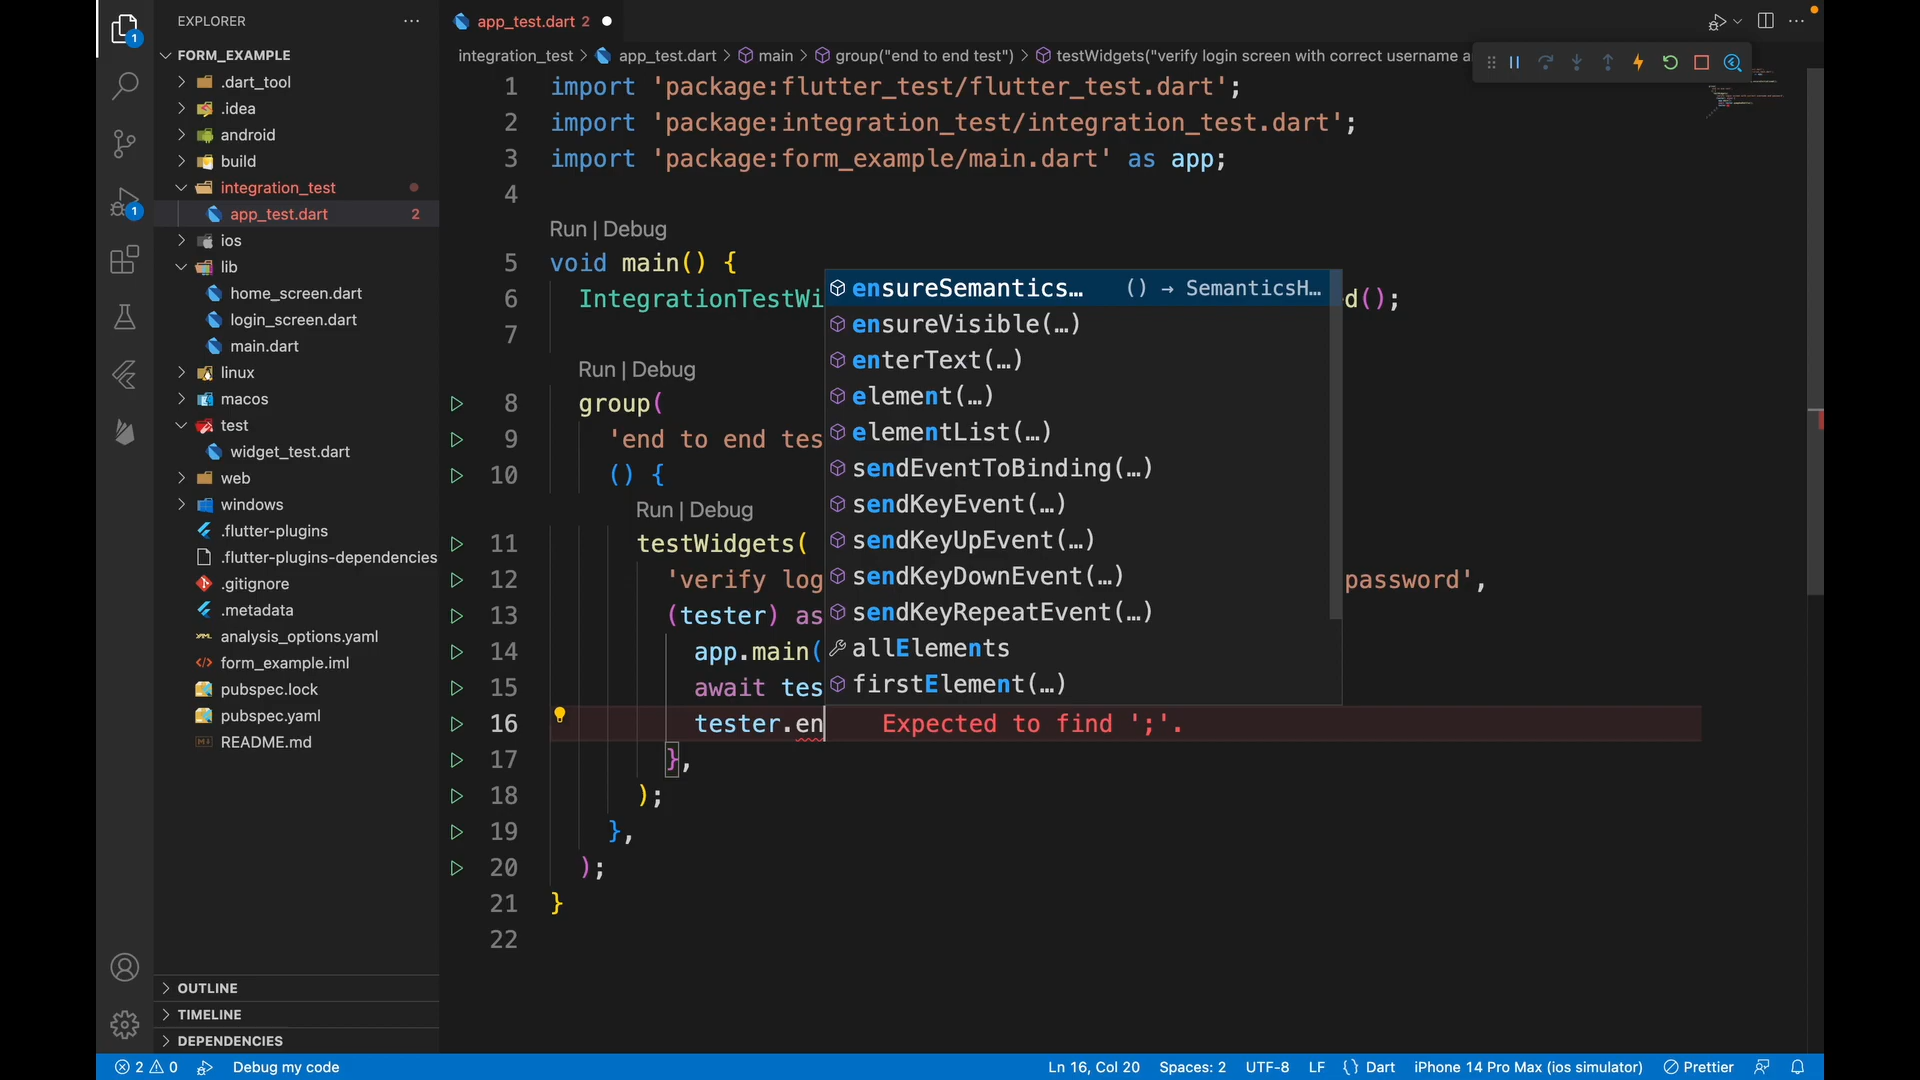 EXPLORER
FORM_EXAMPLE
.dart_tool
.idea
android
build
integration_test
app_test.dart 2
ios
lib
home_screen.dart
login_screen.dart
main.dart
linux
macos
test
widget_test.dart
web
windows
.flutter-plugins
.flutter-plugins-dependencies
.gitignore
.metadata
analysis_options.yaml
form_example.iml
pubspec.lock
pubspec.yaml
README.md
OUTLINE
TIMELINE
DEPENDENCIES
1
1
app_test.dart 2
integration_test > app_test.dart > main > group("end to end test") > testWidgets("verify login screen with correct username a
1 import 'package:flutter_test/flutter_test.dart';
2 import 'package:integration_test/integration_test.dart';
3 import 'package:form_example/main.dart' as app;
4
Run | Debug
5 void main() {
6 IntegrationTestWi d();
7
Run | Debug
8 group(
9 'end to end tes
10 () {
Run | Debug
11 testWidgets(
12 'verify log password',
13 (tester) as
14 app.main(
15 await tes
16 tester.en Expected to find ';'.
17 },
18 );
19 },
20 );
21 }
22
ensureSemantics… () → SemanticsH…
ensureVisible(…)
enterText(…)
element(…)
elementList(…)
sendEventToBinding(…)
sendKeyEvent(…)
sendKeyUpEvent(…)
sendKeyDownEvent(…)
sendKeyRepeatEvent(…)
allElements
firstElement(…)
2 0 Debug my code Ln 16, Col 20 Spaces: 2 UTF-8 LF {} Dart iPhone 14 Pro Max (ios simulator) Prettier